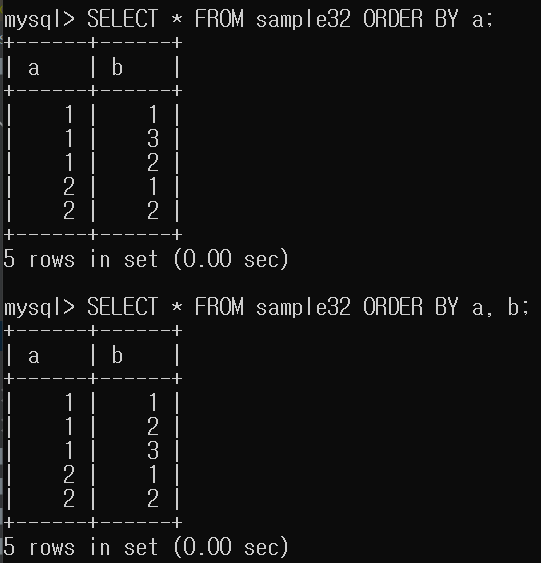 mysql> SELECT * FROM sample32 ORDER BY a;
+------+------+
| a    | b    |
+------+------+
|    1 |    1 |
|    1 |    3 |
|    1 |    2 |
|    2 |    1 |
|    2 |    2 |
+------+------+
5 rows in set (0.00 sec)

mysql> SELECT * FROM sample32 ORDER BY a, b;
+------+------+
| a    | b    |
+------+------+
|    1 |    1 |
|    1 |    2 |
|    1 |    3 |
|    2 |    1 |
|    2 |    2 |
+------+------+
5 rows in set (0.00 sec)